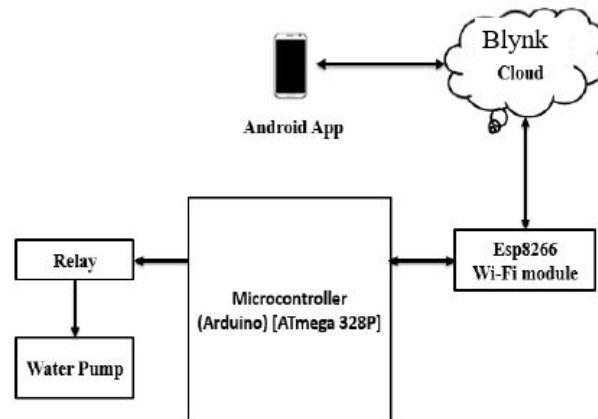 Blynk
Cloud
Android App
Esp8266
Wi-Fi module
Relay
Microcontroller
(Arduino) [ATmega 328P]
Water Pump